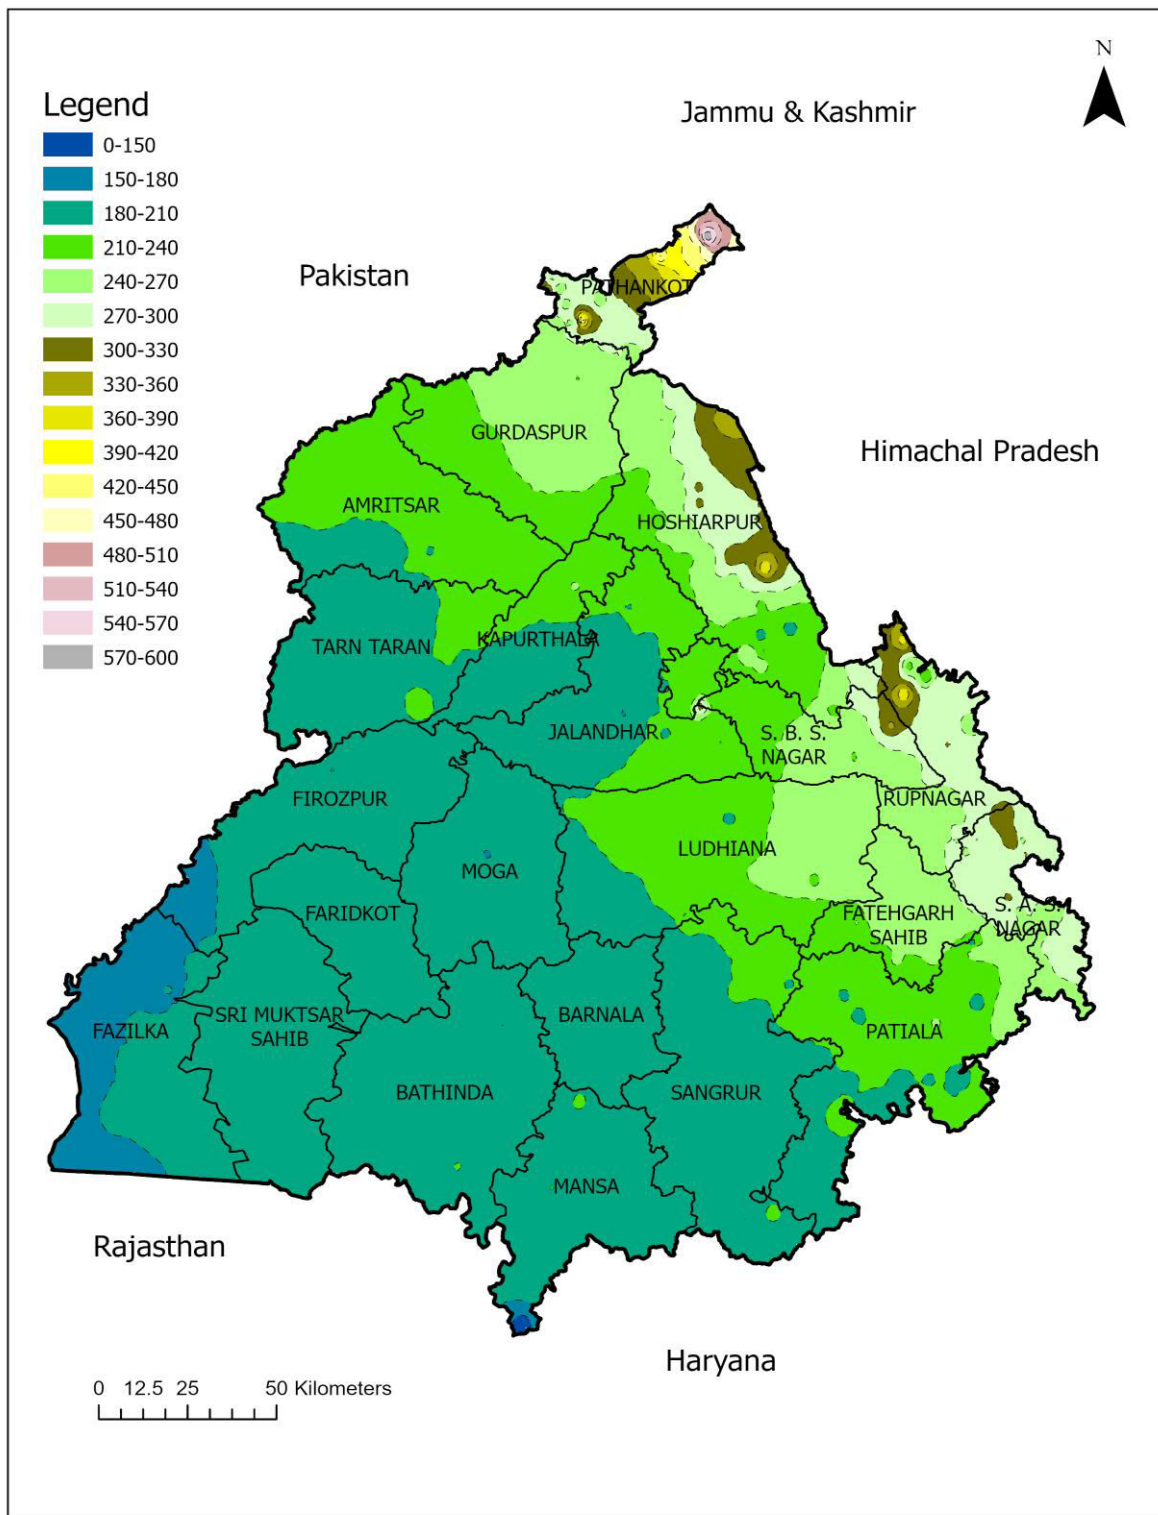 N
Legend
Jammu & Kashmir
0-150
150-180
180-210
210-240
240-270
270-300
300-330
330-360
360-390
390-420
420-450
450-480
480-510
510-540
540-570
570-600
Pakistan
PATHANKOT
GURDASPUR
Himachal Pradesh
AMRITSAR
HOSHIARPUR
TARN TARAN
KAPURTHALA
JALANDHAR
S. B. S.
NAGAR
FIROZPUR
RUPNAGAR
LUDHIANA
MOGA
FARIDKOT
FATEHGARH
SAHIB
S. A. S.
NAGAR
FAZILKA
SRI MUKTSAR
SAHIB
BARNALA
PATIALA
BATHINDA
SANGRUR
MANSA
Rajasthan
Haryana
0 12.5 25 50 Kilometers